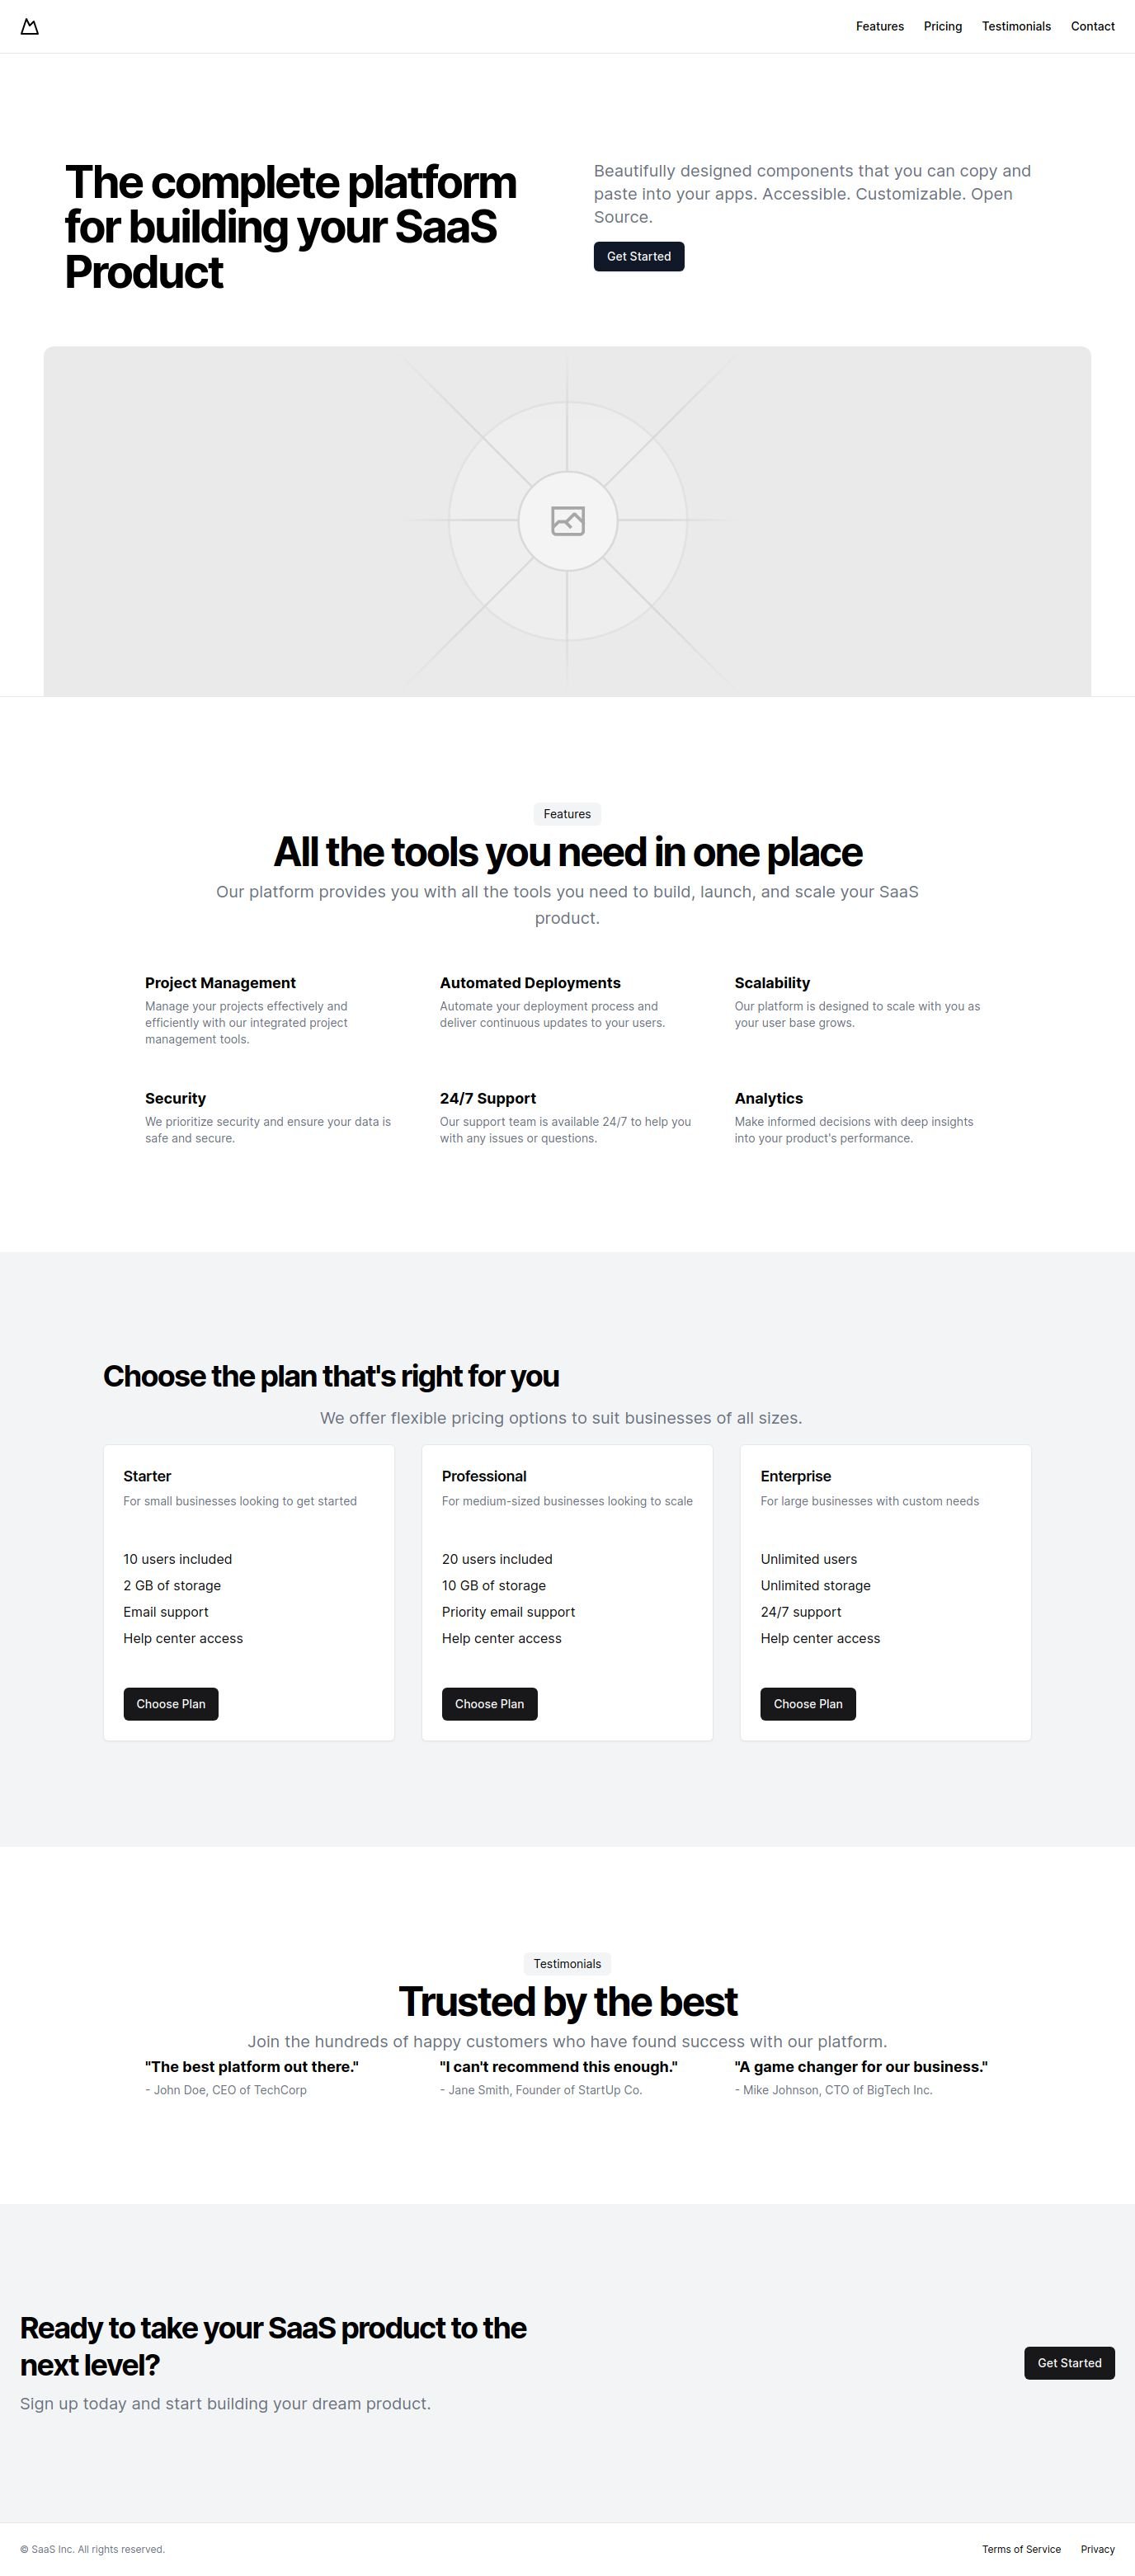 Features Pricing Testimonials Contact
The complete platform
for building your SaaS
Product
Beautifully designed components that you can copy and
paste into your apps. Accessible. Customizable. Open
Source.
Get Started
Features
All the tools you need in one place
Our platform provides you with all the tools you need to build, launch, and scale your SaaS
product.
Project Management
Manage your projects effectively and
efficiently with our integrated project
management tools.
Automated Deployments
Automate your deployment process and
deliver continuous updates to your users.
Scalability
Our platform is designed to scale with you as
your user base grows.
Security
We prioritize security and ensure your data is
safe and secure.
24/7 Support
Our support team is available 24/7 to help you
with any issues or questions.
Analytics
Make informed decisions with deep insights
into your product's performance.
Choose the plan that's right for you
We offer flexible pricing options to suit businesses of all sizes.
Starter
For small businesses looking to get started
10 users included
2 GB of storage
Email support
Help center access
Choose Plan
Professional
For medium-sized businesses looking to scale
20 users included
10 GB of storage
Priority email support
Help center access
Choose Plan
Enterprise
For large businesses with custom needs
Unlimited users
Unlimited storage
24/7 support
Help center access
Choose Plan
Testimonials
Trusted by the best
Join the hundreds of happy customers who have found success with our platform.
"The best platform out there."
- John Doe, CEO of TechCorp
"I can't recommend this enough."
- Jane Smith, Founder of StartUp Co.
"A game changer for our business."
- Mike Johnson, CTO of BigTech Inc.
Ready to take your SaaS product to the
next level?
Sign up today and start building your dream product.
Get Started
© SaaS Inc. All rights reserved.
Terms of Service Privacy